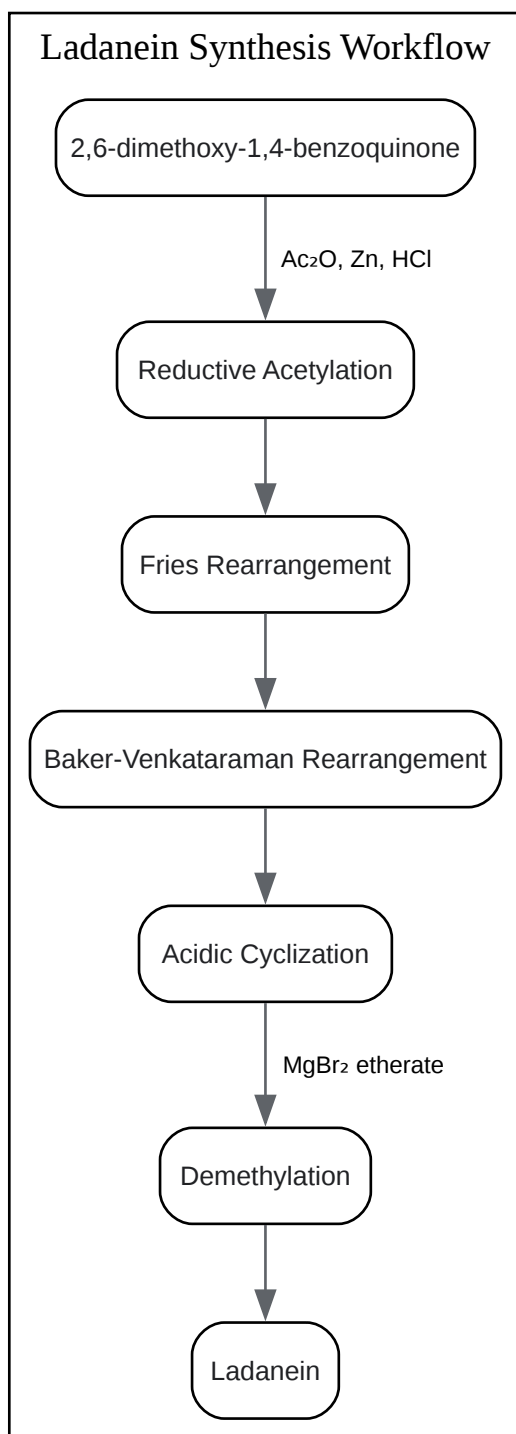 Ladanein Synthesis Workflow
2,6-dimethoxy-1,4-benzoquinone
Ac₂O, Zn, HCl
Reductive Acetylation
Fries Rearrangement
Baker-Venkataraman Rearrangement
Acidic Cyclization
MgBr₂ etherate
Demethylation
Ladanein